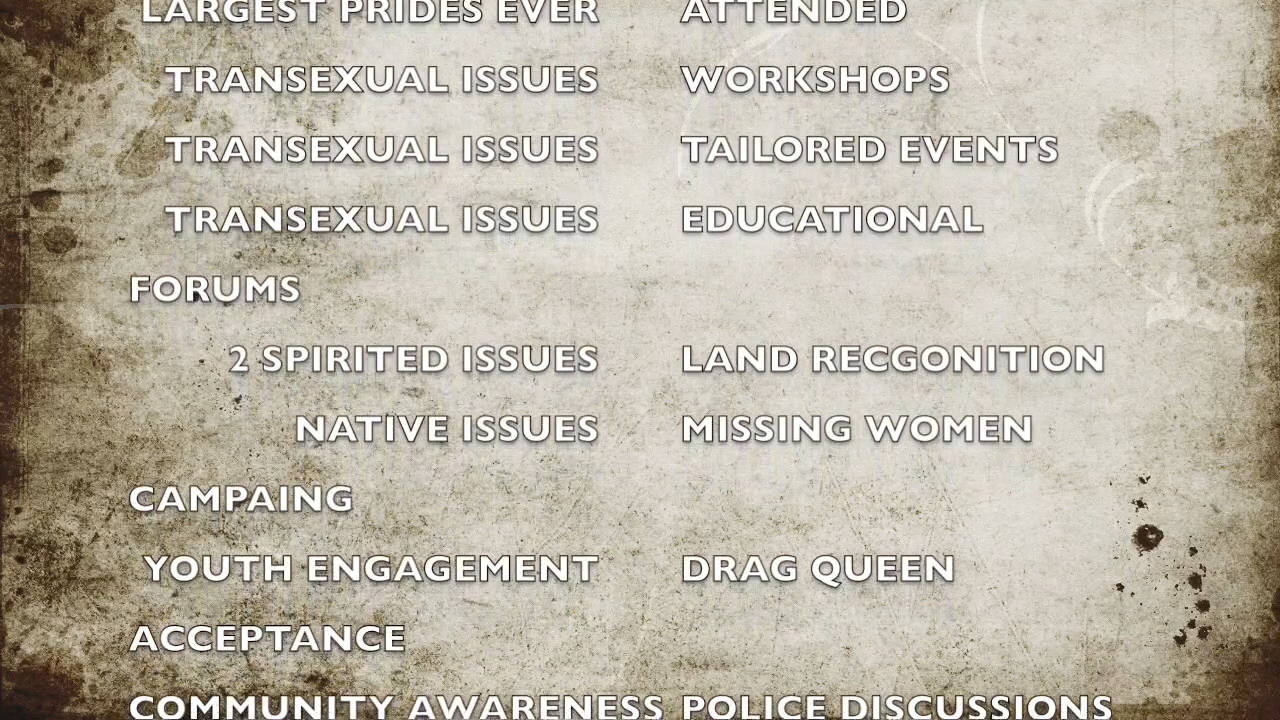 LARGEST PRIDES EVER ATTENDED
TRANSEXUAL ISSUES WORKSHOPS
TRANSEXUAL ISSUES TAILORED EVENTS
TRANSEXUAL ISSUES EDUCATIONAL
FORUMS
2 SPIRITED ISSUES LAND RECGONITION
NATIVE ISSUES MISSING WOMEN
CAMPAING
YOUTH ENGAGEMENT DRAG QUEEN
ACCEPTANCE
COMMUNITY AWARENESS POLICE DISCUSSIONS